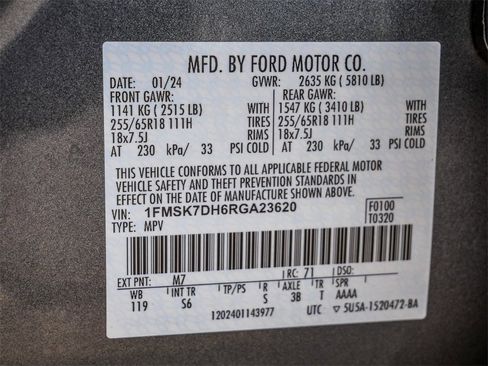 MFD. BY FORD MOTOR CO.
DATE: 01/24 GVWR: 2635 KG ( 5810 LB)
FRONT GAWR: REAR GAWR:
1141 KG ( 2515 LB) WITH 1547 KG ( 3410 LB) WITH
255/65R18 111H TIRES 255/65R18 111H TIRES
18x7.5J RIMS 18x7.5J RIMS
AT 230 kPa/ 33 PSI COLD AT 230 kPa/ 33 PSI COLD
THIS VEHICLE CONFORMS TO ALL APPLICABLE FEDERAL MOTOR
VEHICLE SAFETY AND THEFT PREVENTION STANDARDS IN
EFFECT ON THE DATE OF MANUFACTURE SHOWN ABOVE.
VIN: 1FMSK7DH6RGA23620 F0100
TYPE: MPV T0320
EXT PNT: M7 RC: 71 DSO:
WB INT TR TP/PS R AXLE TR SPR
119 S6 S 3B T AAAA
1202401143977 UTC ▽ 5U5A-1520472-BA